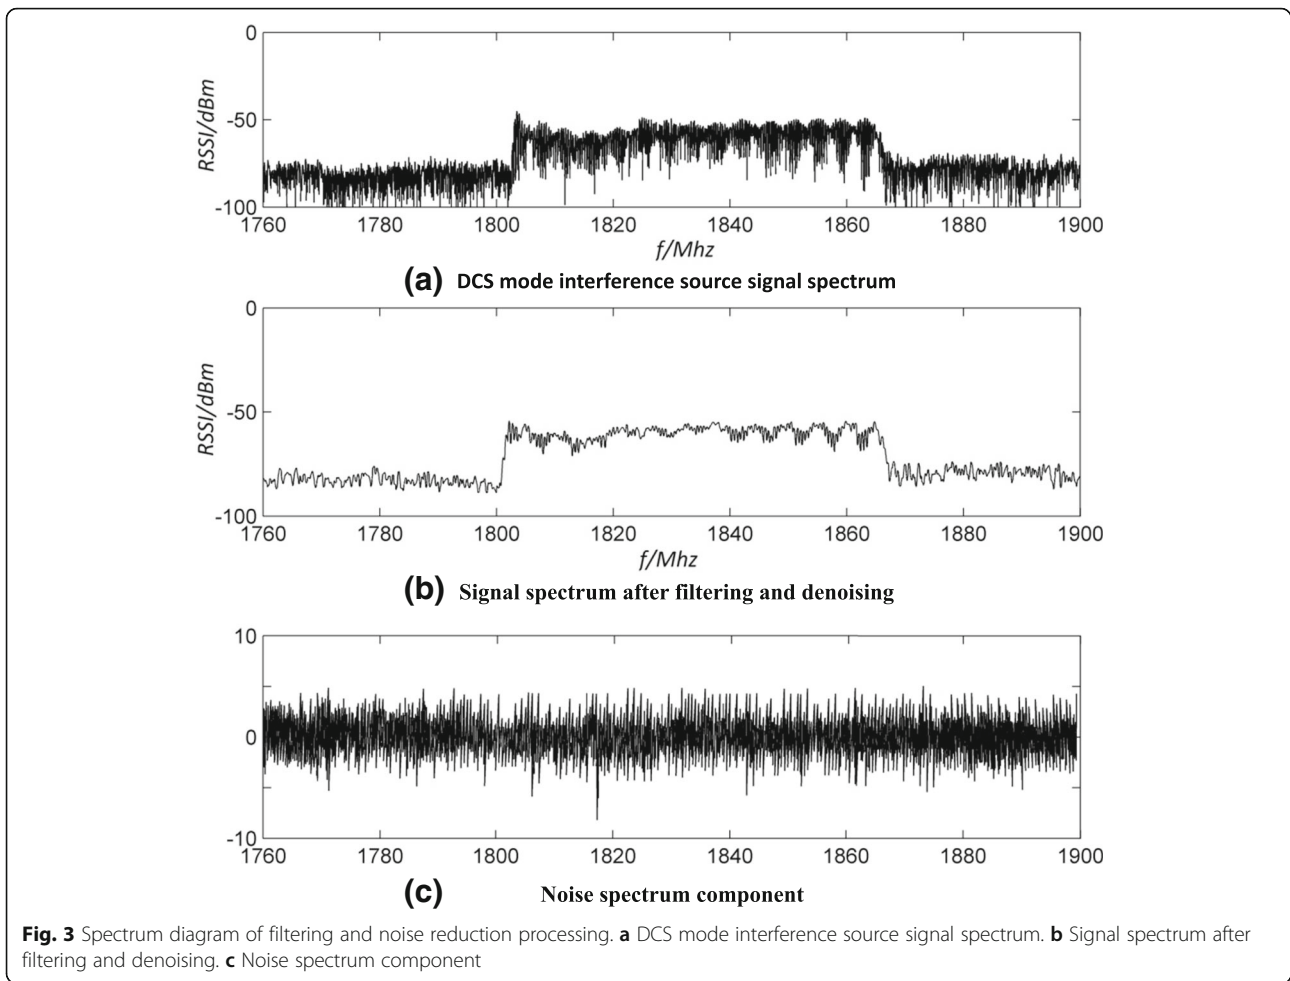 0
-50
-100
RSSI/dBm
1760 1780 1800 1820 1840 1860 1880 1900
f/Mhz
(a) DCS mode interference source signal spectrum
0
-50
-100
RSSI/dBm
1760 1780 1800 1820 1840 1860 1880 1900
f/Mhz
(b) Signal spectrum after filtering and denoising
10
0
-10
1760 1780 1800 1820 1840 1860 1880 1900
(c) Noise spectrum component
Fig. 3 Spectrum diagram of filtering and noise reduction processing. a DCS mode interference source signal spectrum. b Signal spectrum after
filtering and denoising. c Noise spectrum component